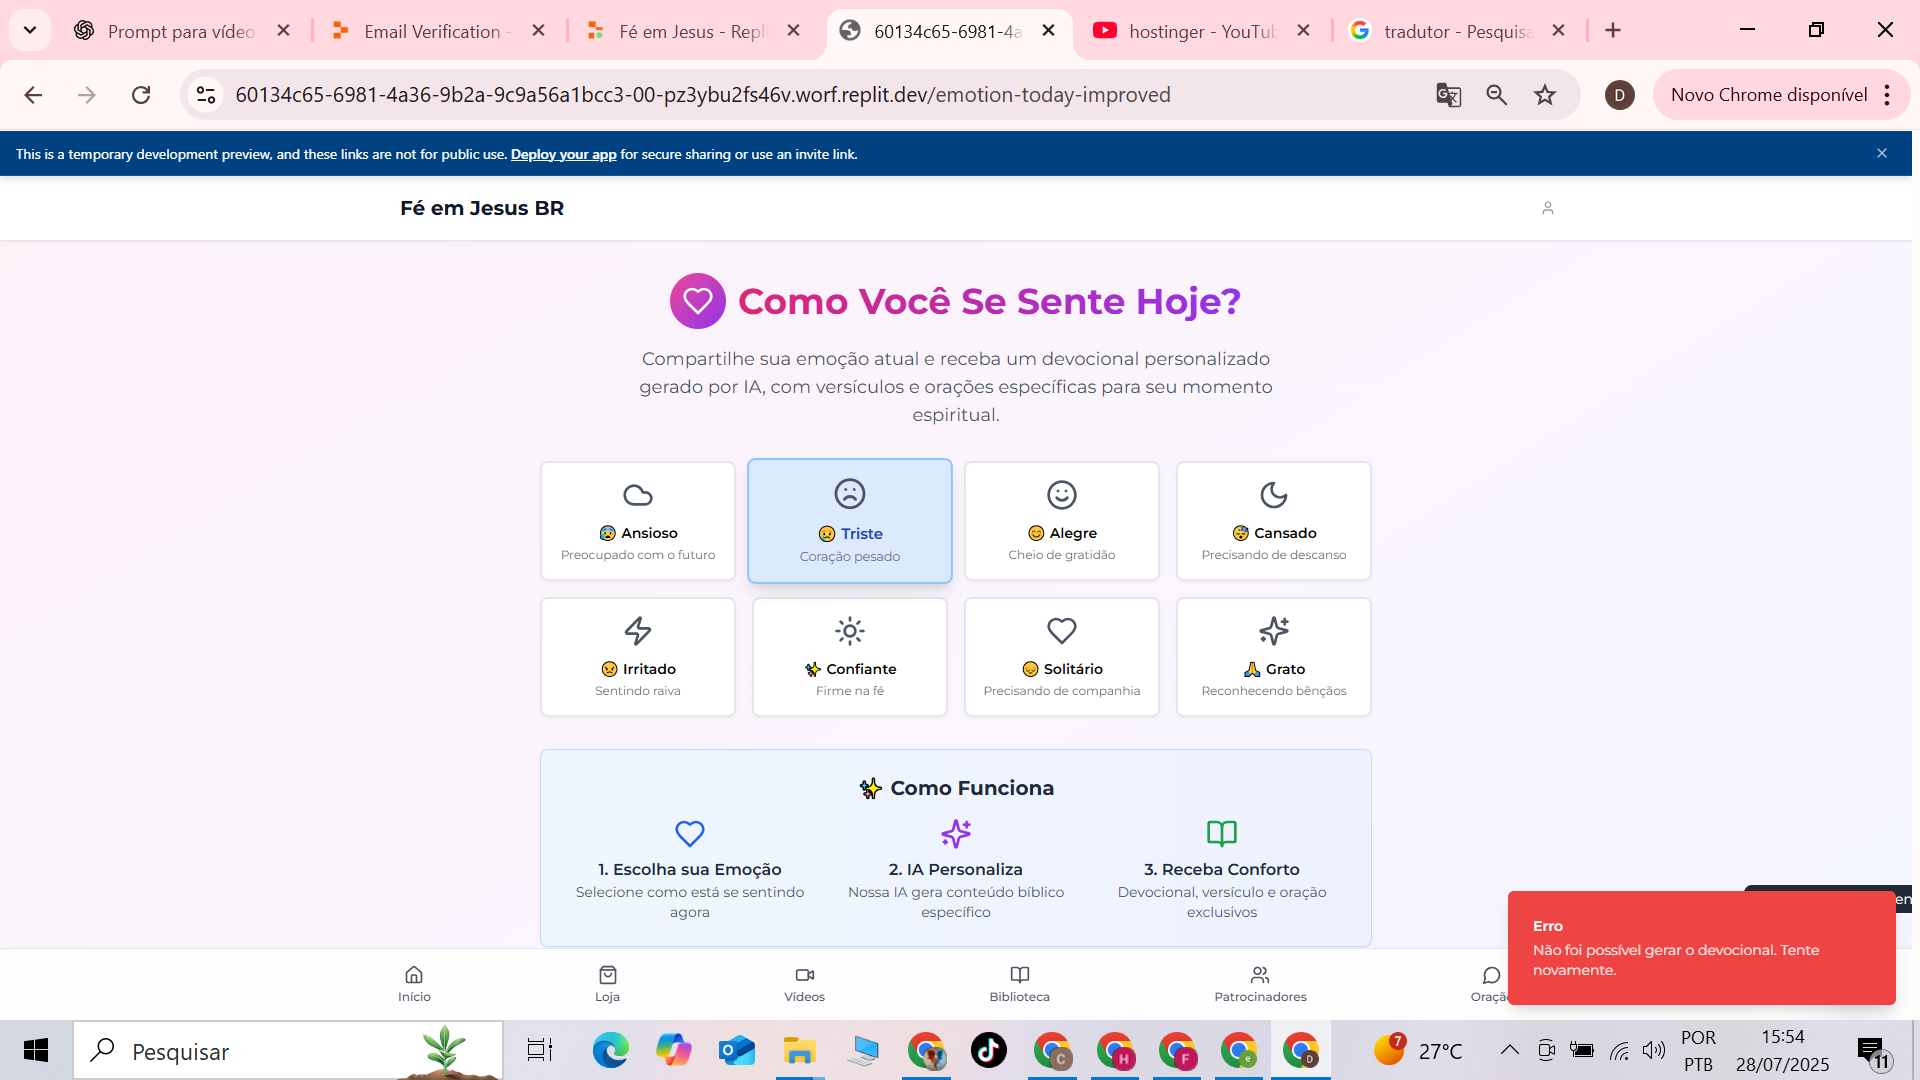 Prompt para vídeo
Email Verification -
Fé em Jesus - Repli
60134c65-6981-4a
hostinger - YouTub
tradutor - Pesquisa
60134c65-6981-4a36-9b2a-9c9a56a1bcc3-00-pz3ybu2fs46v.worf.replit.dev/emotion-today-improved
D
Novo Chrome disponível
This is a temporary development preview, and these links are not for public use. Deploy your app for secure sharing or use an invite link.
Fé em Jesus BR
Como Você Se Sente Hoje?
Compartilhe sua emoção atual e receba um devocional personalizado
gerado por IA, com versículos e orações específicas para seu momento
espiritual.
Ansioso
Preocupado com o futuro
Triste
Coração pesado
Alegre
Cheio de gratidão
Cansado
Precisando de descanso
Irritado
Sentindo raiva
Confiante
Firme na fé
Solitário
Precisando de companhia
Grato
Reconhecendo bênçãos
Como Funciona
1. Escolha sua Emoção
Selecione como está se sentindo
agora
2. IA Personaliza
Nossa IA gera conteúdo bíblico
específico
3. Receba Conforto
Devocional, versículo e oração
exclusivos
en
Erro
Não foi possível gerar o devocional. Tente
novamente.
Início
Loja
Vídeos
Biblioteca
Patrocinadores
Oraçã
Pesquisar
C
H
F
e
D
7
27°C
POR
PTB
15:54
28/07/2025
11